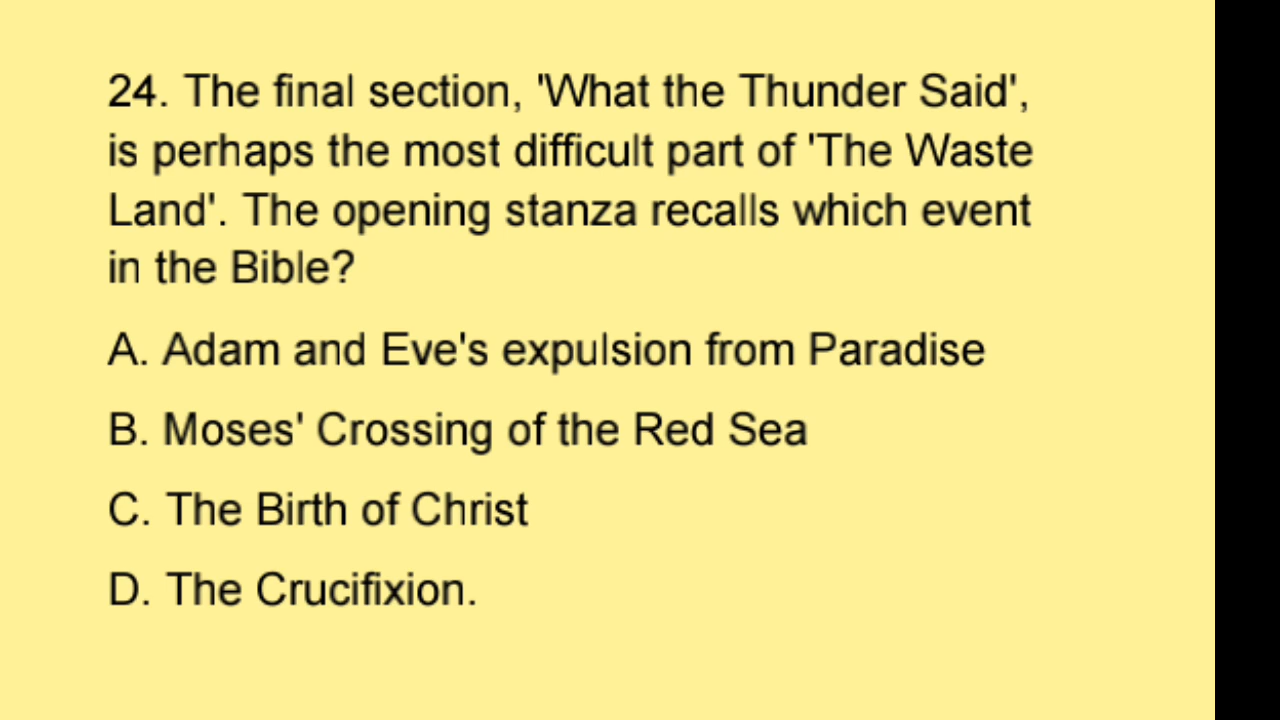 24. The final section, 'What the Thunder Said',
is perhaps the most difficult part of 'The Waste
Land'. The opening stanza recalls which event
in the Bible?
A. Adam and Eve's expulsion from Paradise
B. Moses' Crossing of the Red Sea
C. The Birth of Christ
D. The Crucifixion.